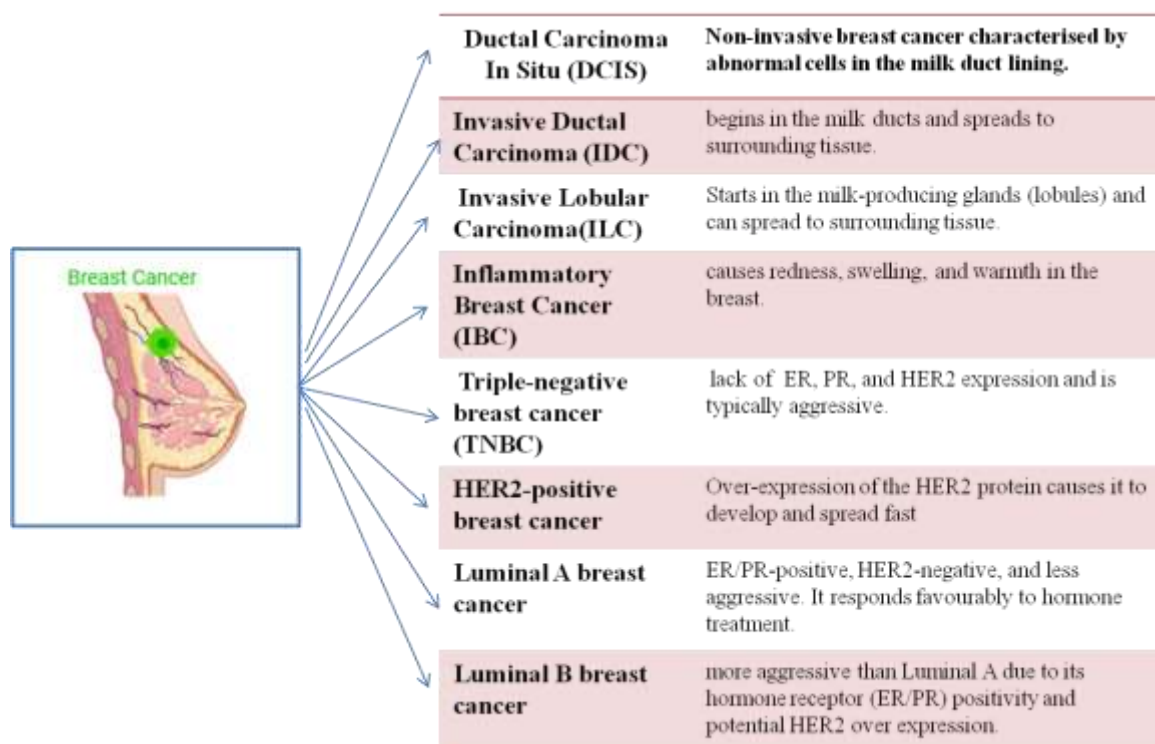 Breast Cancer
Ductal Carcinoma
In Situ (DCIS)
Non-invasive breast cancer characterised by
abnormal cells in the milk duct lining.
Invasive Ductal
Carcinoma (IDC)
begins in the milk ducts and spreads to
surrounding tissue.
Invasive Lobular
Carcinoma(ILC)
Starts in the milk-producing glands (lobules) and
can spread to surrounding tissue.
Inflammatory
Breast Cancer
(IBC)
causes redness, swelling, and warmth in the
breast.
Triple-negative
breast cancer
(TNBC)
lack of ER, PR, and HER2 expression and is
typically aggressive.
HER2-positive
breast cancer
Over-expression of the HER2 protein causes it to
develop and spread fast
Luminal A breast
cancer
ER/PR-positive, HER2-negative, and less
aggressive. It responds favourably to hormone
treatment.
Luminal B breast
cancer
more aggressive than Luminal A due to its
hormone receptor (ER/PR) positivity and
potential HER2 over expression.